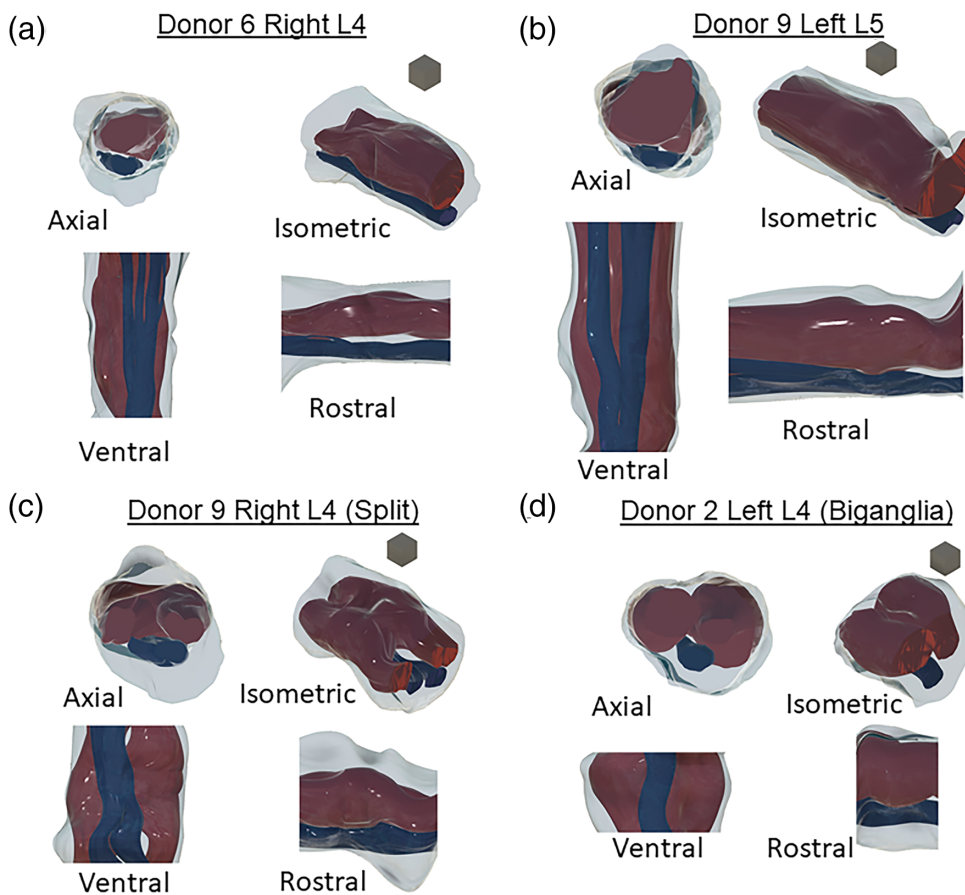 (a)
Donor 6 Right L4
Axial
Isometric
Ventral
Rostral
(b)
Donor 9 Left L5
Axial
Isometric
Ventral
Rostral
(c)
Donor 9 Right L4 (Split)
Axial
Isometric
Ventral
Rostral
(d)
Donor 2 Left L4 (Biganglia)
Axial
Isometric
Ventral
Rostral